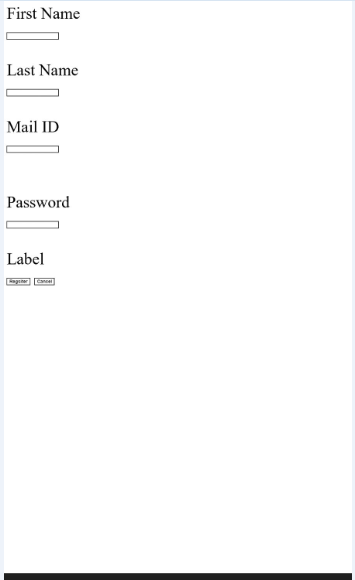 First Name
Last Name
Mail ID
Password
Label
Register Cancel